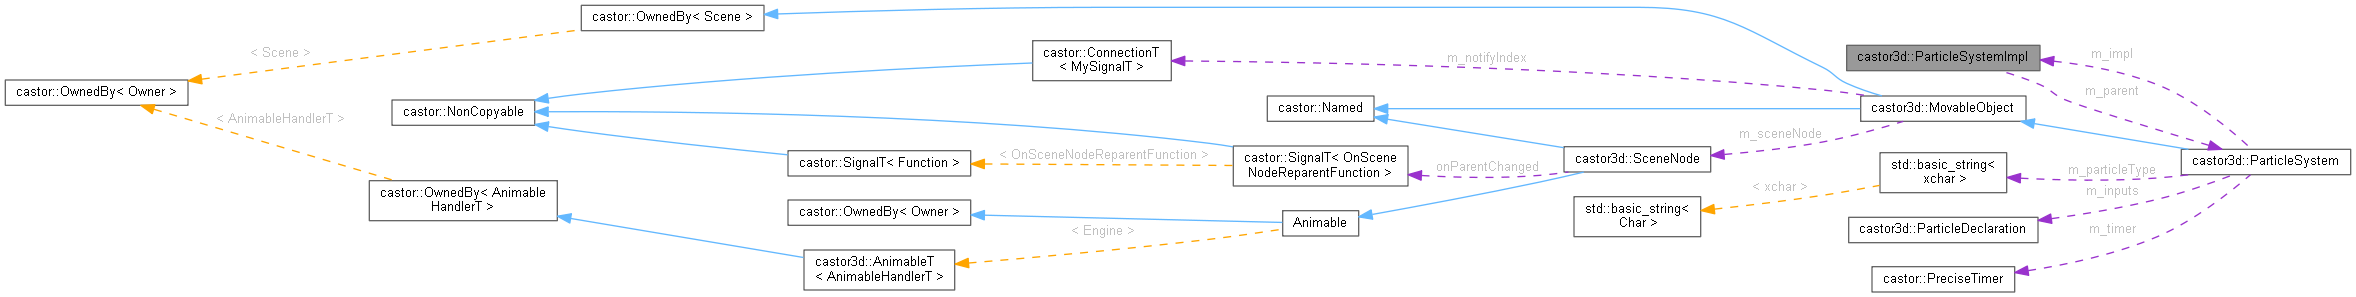 castor::OwnedBy< Scene >
< Scene >
castor::OwnedBy< Owner >
< AnimableHandlerT >
castor::ConnectionT
< MySignalT >
castor::NonCopyable
castor::OwnedBy< Animable
HandlerT >
castor::SignalT< Function >
castor::OwnedBy< Owner >
castor3d::AnimableT
< AnimableHandlerT >
< OnSceneNodeReparentFunction >
< Engine >
castor::Named
castor::SignalT< OnScene
NodeReparentFunction >
Animable
m_notifyIndex
onParentChanged
castor3d::SceneNode
std::basic_string<
Char >
< xchar >
m_sceneNode
castor3d::ParticleSystemImpl
castor3d::MovableObject
std::basic_string<
xchar >
castor3d::ParticleDeclaration
castor::PreciseTimer
m_impl
m_parent
m_particleType
m_inputs
m_timer
castor3d::ParticleSystem